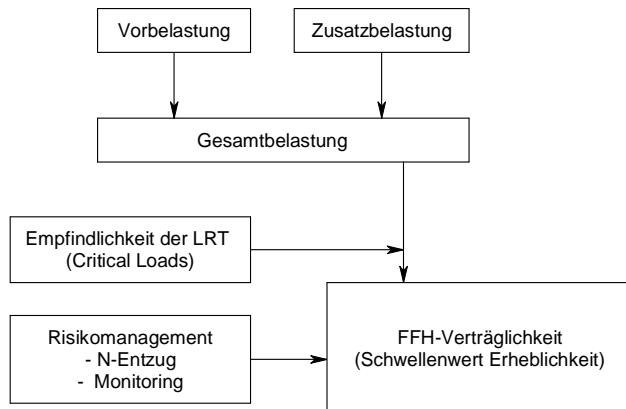 Vorbelastung
Zusatzbelastung
Gesamtbelastung
Empfindlichkeit der LRT
(Critical Loads)
Risikomanagement
- N-Entzug
- Monitoring
FFH-Verträglichkeit
(Schwellenwert Erheblichkeit)